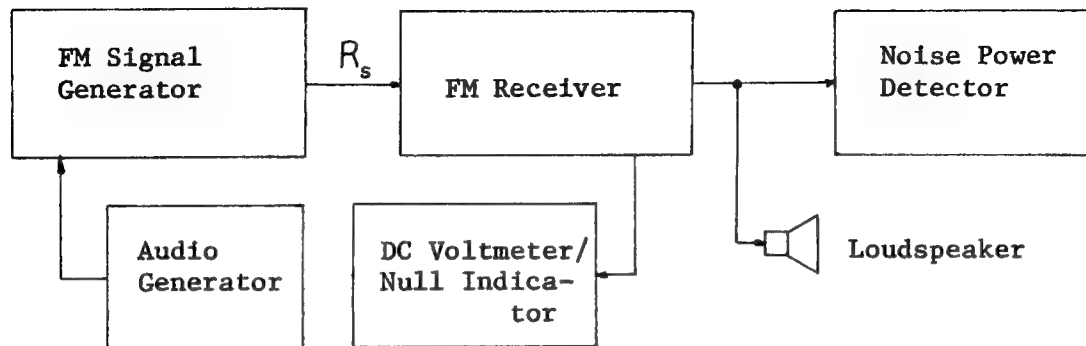 FM Signal
Generator
R_s
FM Receiver
Noise Power
Detector
Audio
Generator
DC Voltmeter/
Null Indica-
tor
Loudspeaker